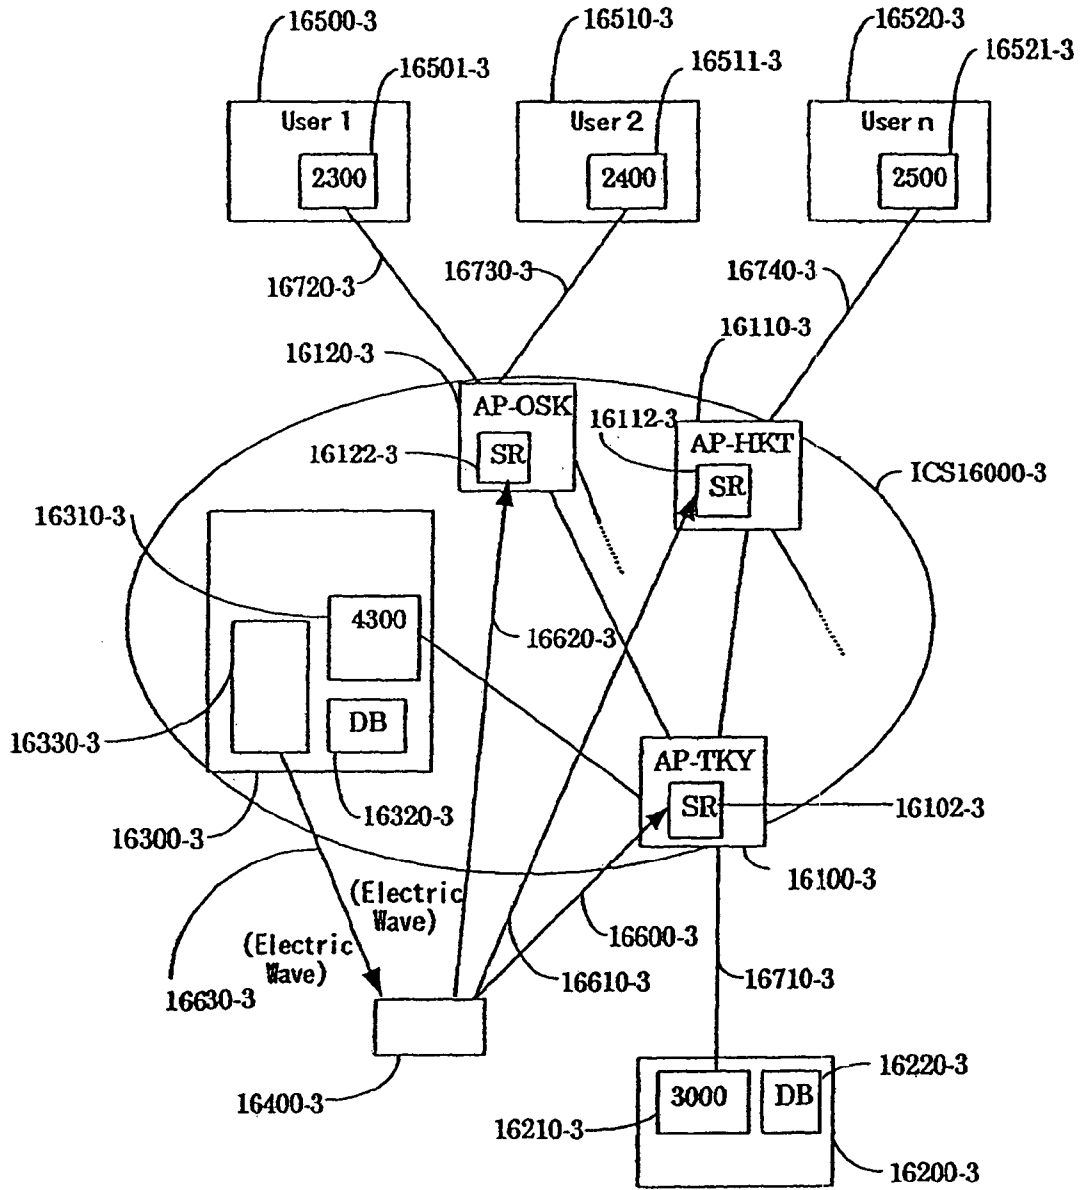 16500-3
16510-3
16520-3
16501-3
16511-3
16521-3
User 1
User 2
User n
2300
2400
2500
16720-3
16730-3
16740-3
16110-3
16120-3
AP-OSK
16112-3
AP-HKT
16122-3
SR
SR
ICS16000-3
16310-3
4300
16620-3
DB
16330-3
AP-TKY
SR
16102-3
16320-3
16300-3
16100-3
(Electric
Wave)
(Electric
Wave)
16600-3
16610-3
16710-3
16630-3
16400-3
16220-3
3000
DB
16210-3
16200-3